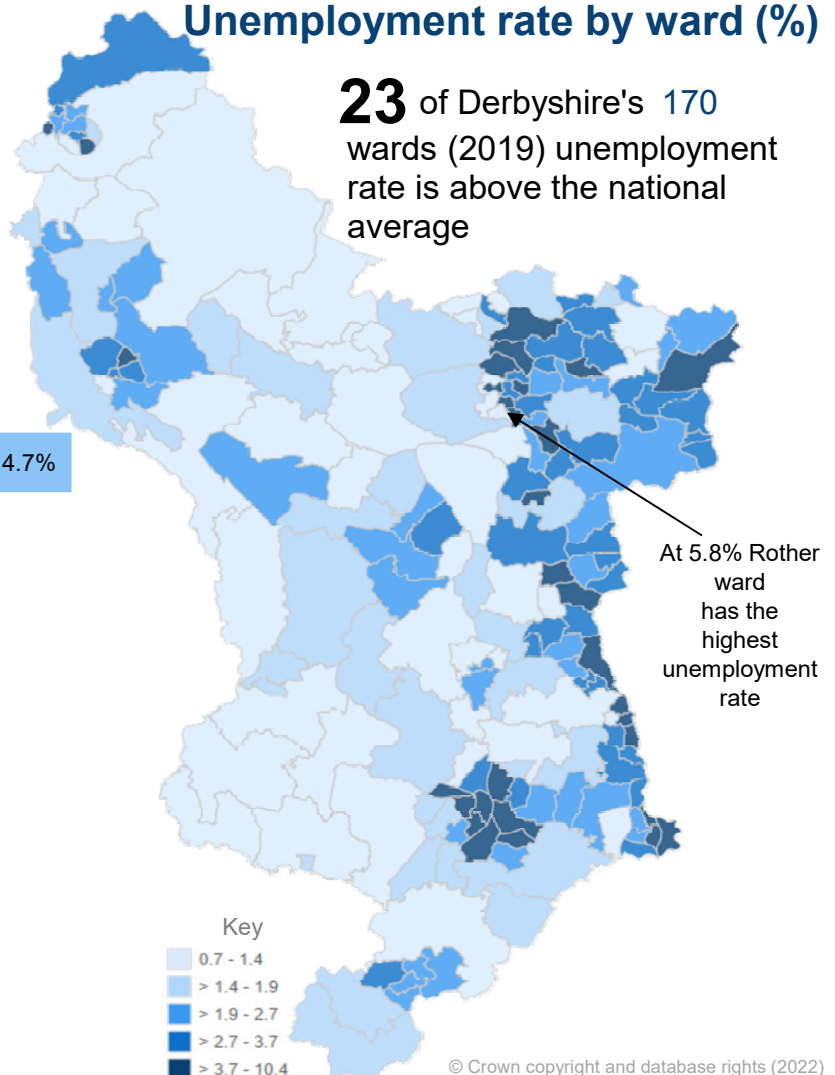 Unemployment rate by ward (%)
23 of Derbyshire's 170
wards (2019) unemployment
rate is above the national
average
4.7%
At 5.8% Rother
ward
has the
highest
unemployment
rate
Key
0.7 - 1.4
> 1.4 - 1.9
> 1.9 - 2.7
> 2.7 - 3.7
> 3.7 - 10.4
© Crown copyright and database rights (2022)